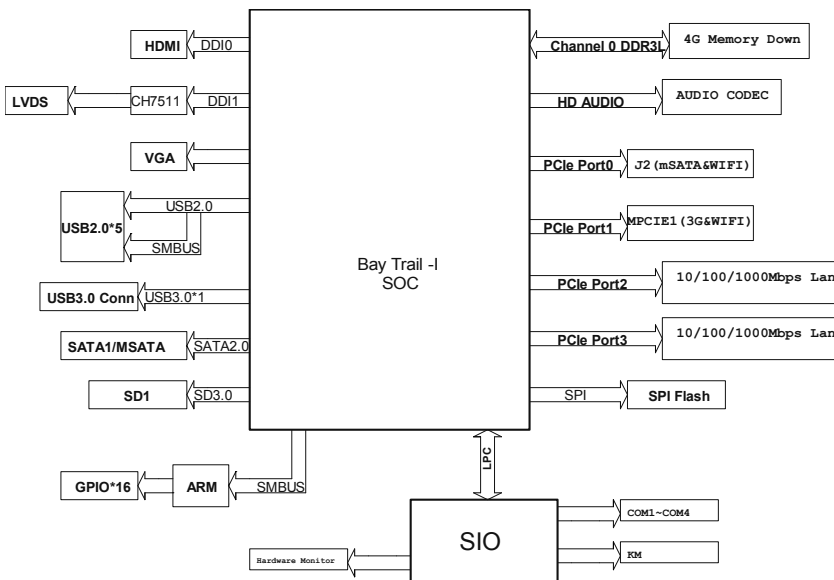 HDMI
DDI0
Channel 0 DDR3L
4G Memory Down
LVDS
CH7511
DDI1
HD AUDIO
AUDIO CODEC
VGA
PCIe Port0
J2(mSATA&WIFI)
USB2.0*5
USB2.0
SMBUS
PCIe Port1
MPCIE1(3G&WIFI)
Bay Trail -I
SOC
USB3.0 Conn
USB3.0*1
PCIe Port2
10/100/1000Mbps Lan
SATA1/MSATA
SATA2.0
PCIe Port3
10/100/1000Mbps Lan
SD1
SD3.0
SPI
SPI Flash
LPC
GPIO*16
ARM
SMBUS
SIO
COM1~COM4
Hardware Monitor
KM